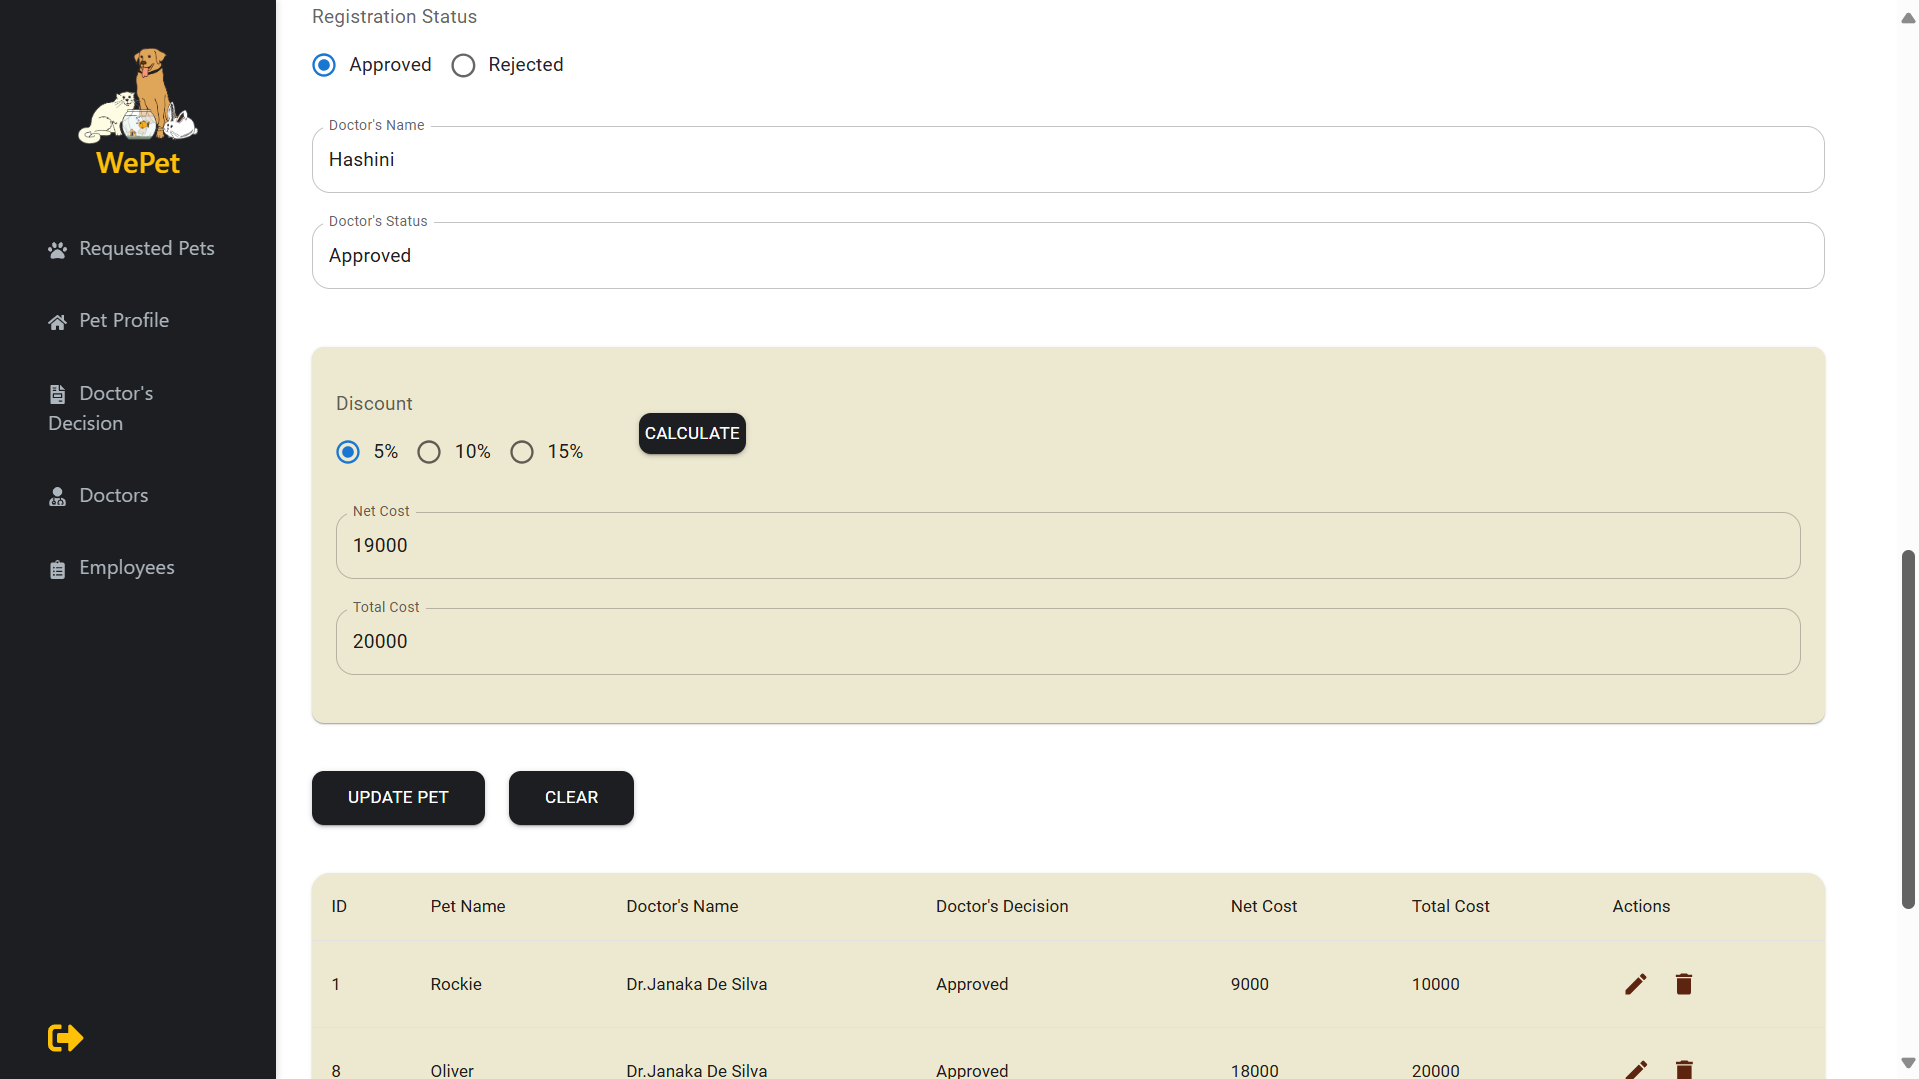 WePet
Requested Pets
Pet Profile
Doctor's
Decision
Doctors
Employees
Registration Status
Approved Rejected
Doctor's Name
Hashini
Doctor's Status
Approved
Discount
5% 10% 15%
CALCULATE
Net Cost
19000
Total Cost
20000
UPDATE PET CLEAR
ID Pet Name Doctor's Name Doctor's Decision Net Cost Total Cost Actions
1 Rockie Dr.Janaka De Silva Approved 9000 10000
8 Oliver Dr.Janaka De Silva Approved 18000 20000